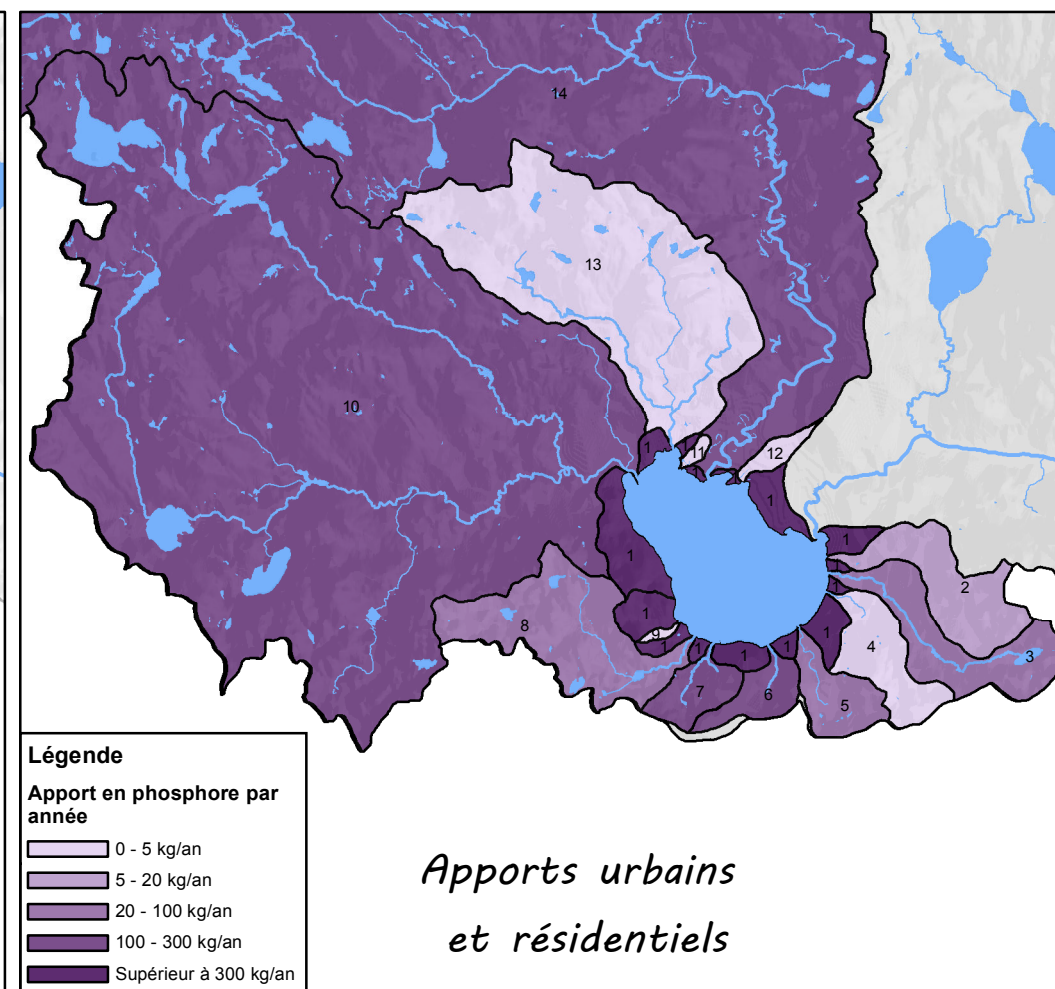 14
13
10
1
1
11
1
12
1
1
1
1
1
2
1
8
9
1
1
1
1
1
4
3
7
6
5
Légende
Apport en phosphore par
année
0 - 5 kg/an
5 - 20 kg/an
20 - 100 kg/an
100 - 300 kg/an
Supérieur à 300 kg/an
Apports urbains
et résidentiels